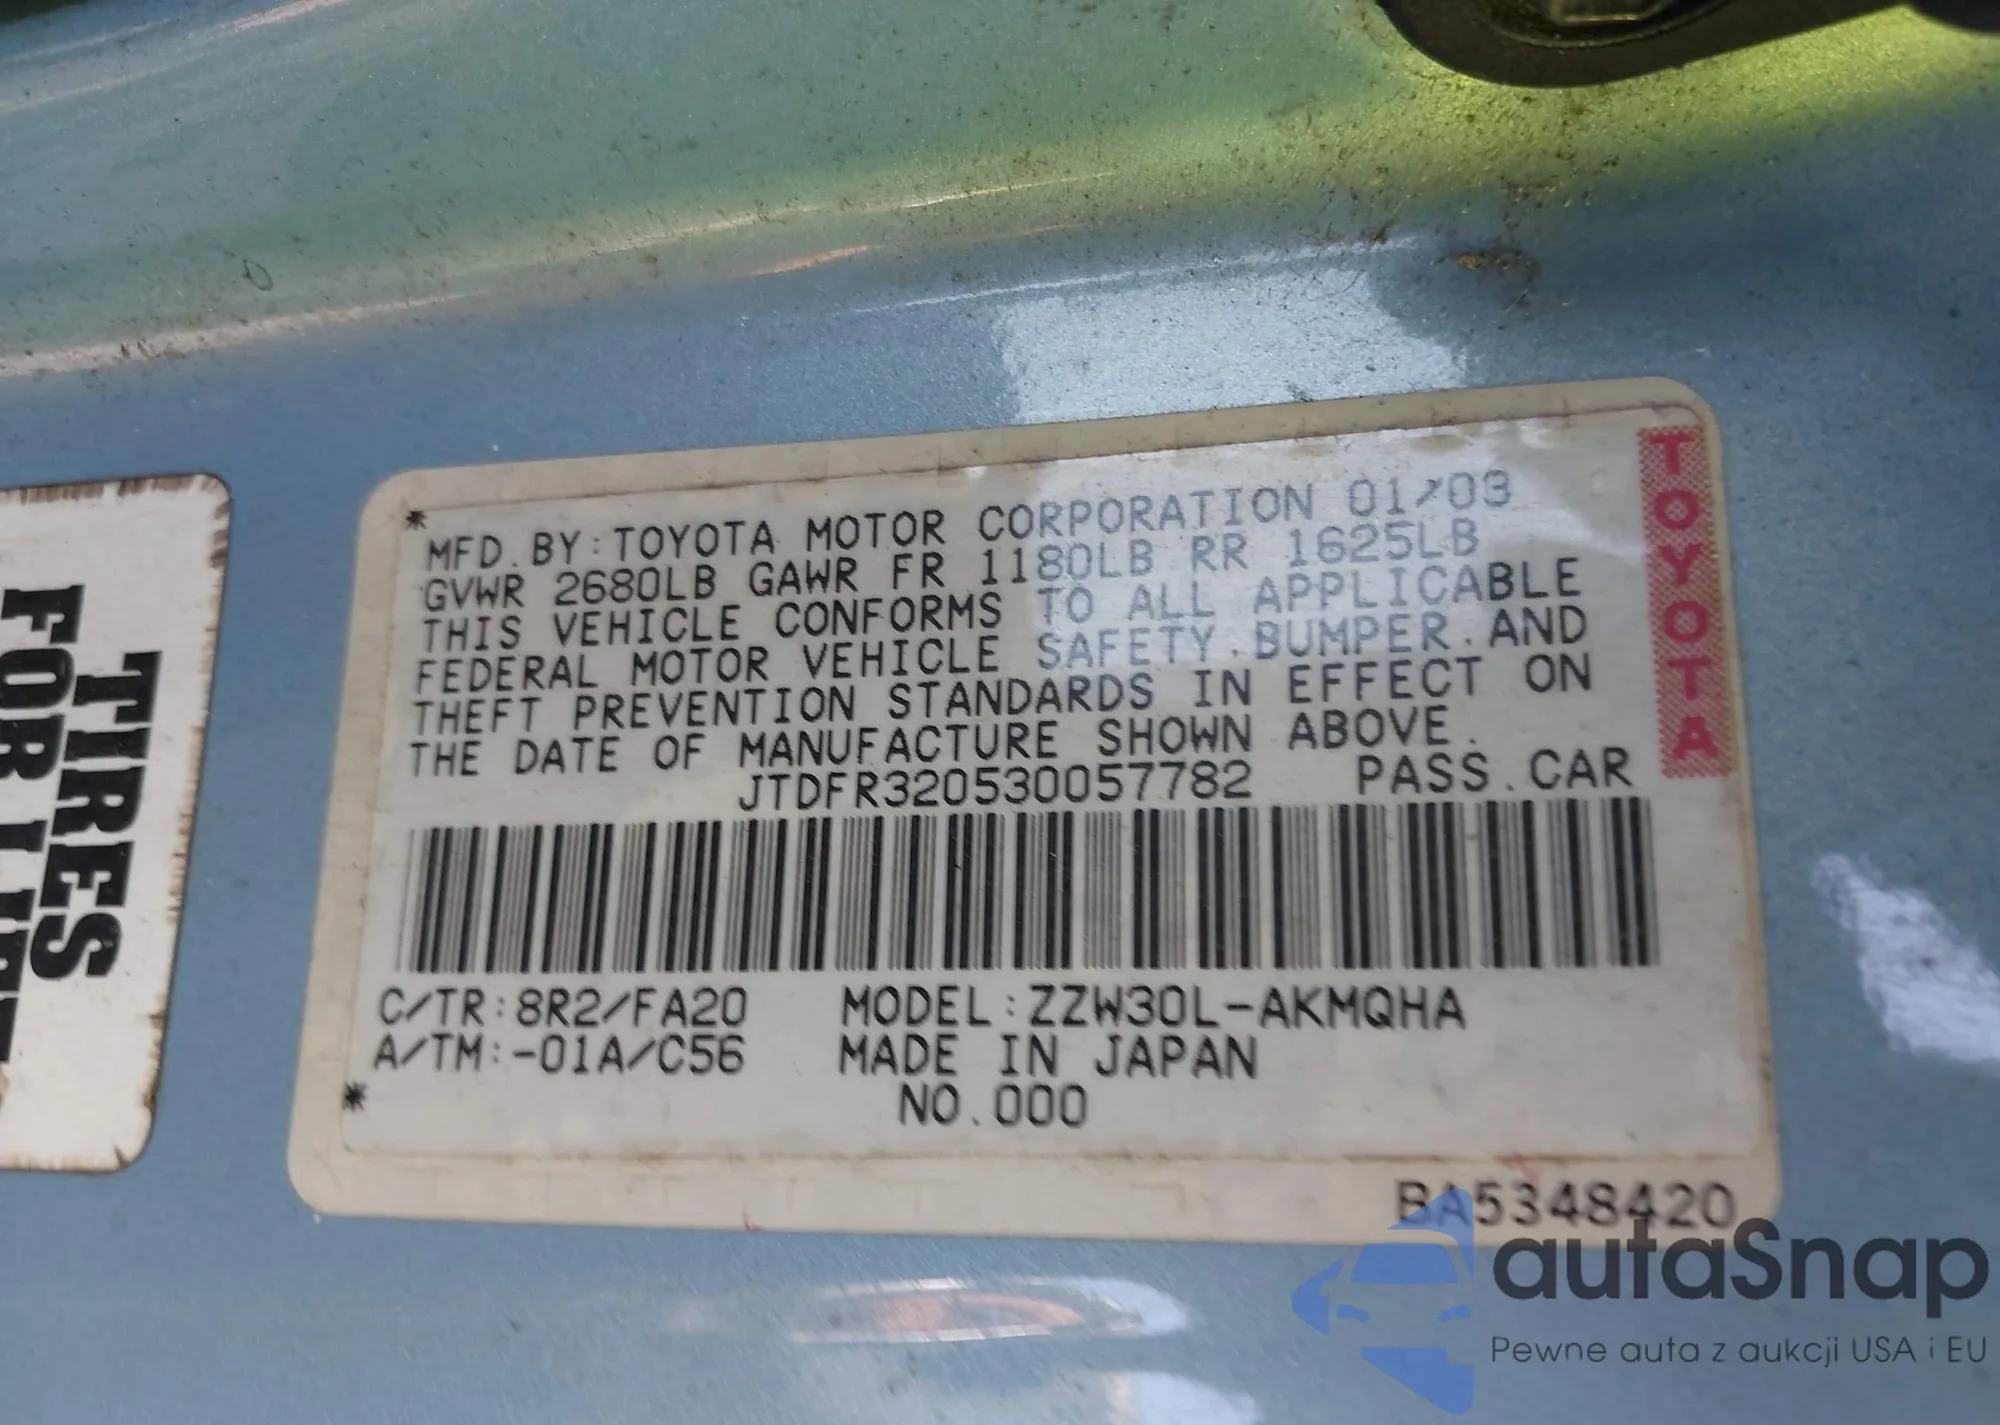 MFD. BY: TOYOTA MOTOR CORPORATION 01/03
GVWR 2680LB GAWR FR 1180LB RR 1625LB
THIS VEHICLE CONFORMS TO ALL APPLICABLE
FEDERAL MOTOR VEHICLE SAFETY, BUMPER, AND
THEFT PREVENTION STANDARDS IN EFFECT ON
THE DATE OF MANUFACTURE SHOWN ABOVE.
JTDFR320530057782 PASS. CAR
C/TR: 8R2/FA20 MODEL: ZZW30L-AKMQHA
A/TM: -01A/C56 MADE IN JAPAN
NO. 000
BA5348420
TOYOTA
TIRES
FOR
autaSnap
Pewne auta z aukcji USA i EU